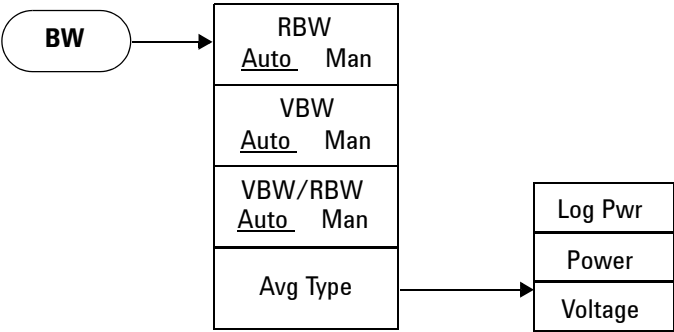 BW
RBW
Auto Man
VBW
Auto Man
VBW/RBW
Auto Man
Avg Type
Log Pwr
Power
Voltage